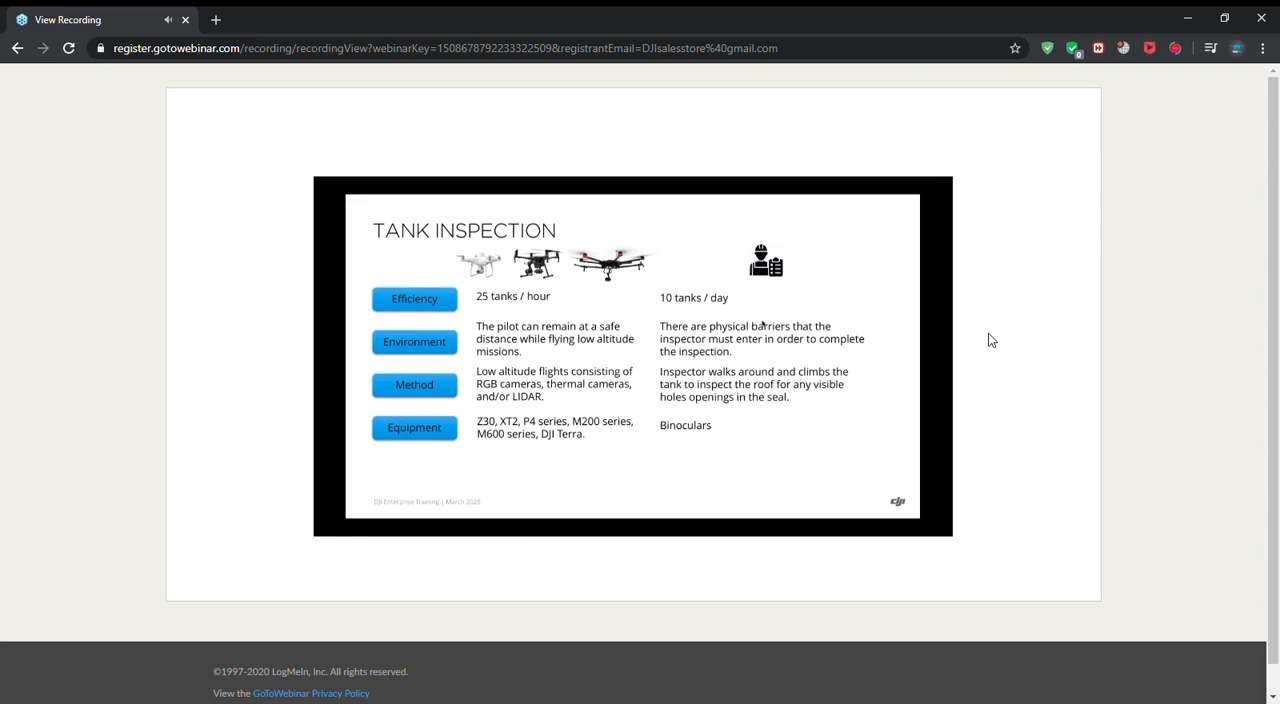 View Recording
register.gotowebinar.com/recording/recordingView?webinarKey=1508678792233322509&registrantEmail=DJIsalesstore%40gmail.com
0
TANK INSPECTION
Efficiency
25 tanks / hour
10 tanks / day
Environment
The pilot can remain at a safe
distance while flying low altitude
missions.
There are physical barriers that the
inspector must enter in order to complete
the inspection.
Method
Low altitude flights consisting of
RGB cameras, thermal cameras,
and/or LIDAR.
Inspector walks around and climbs the
tank to inspect the roof for any visible
holes openings in the seal.
Equipment
Z30, XT2, P4 series, M200 series,
M600 series, DJI Terra.
Binoculars
DJI Enterprise Training | March 2020
dji
©1997-2020 LogMeIn, Inc. All rights reserved.
View the GoToWebinar Privacy Policy